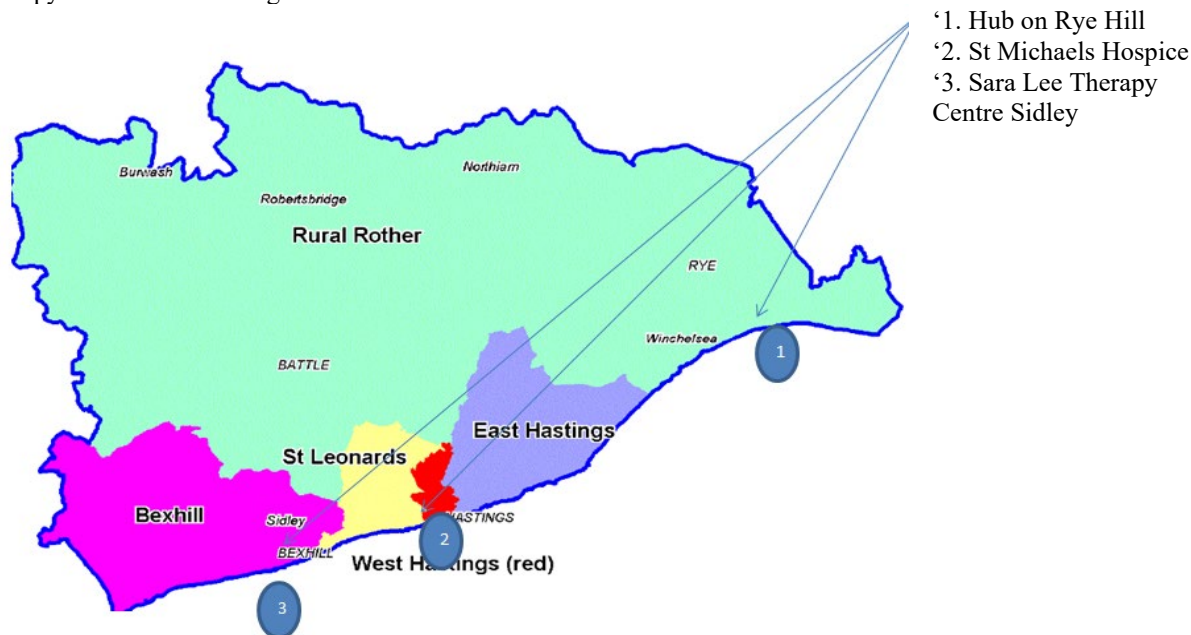 ‘1. Hub on Rye Hill
‘2. St Michaels Hospice
‘3. Sara Lee Therapy
Centre Sidley
Burwash
Northiam
Robertsbridge
Rural Rother
RYE
Winchelsea
1
BATTLE
East Hastings
St Leonards
Bexhill
Sidley
HASTINGS
2
BEXHILL
West Hastings (red)
3